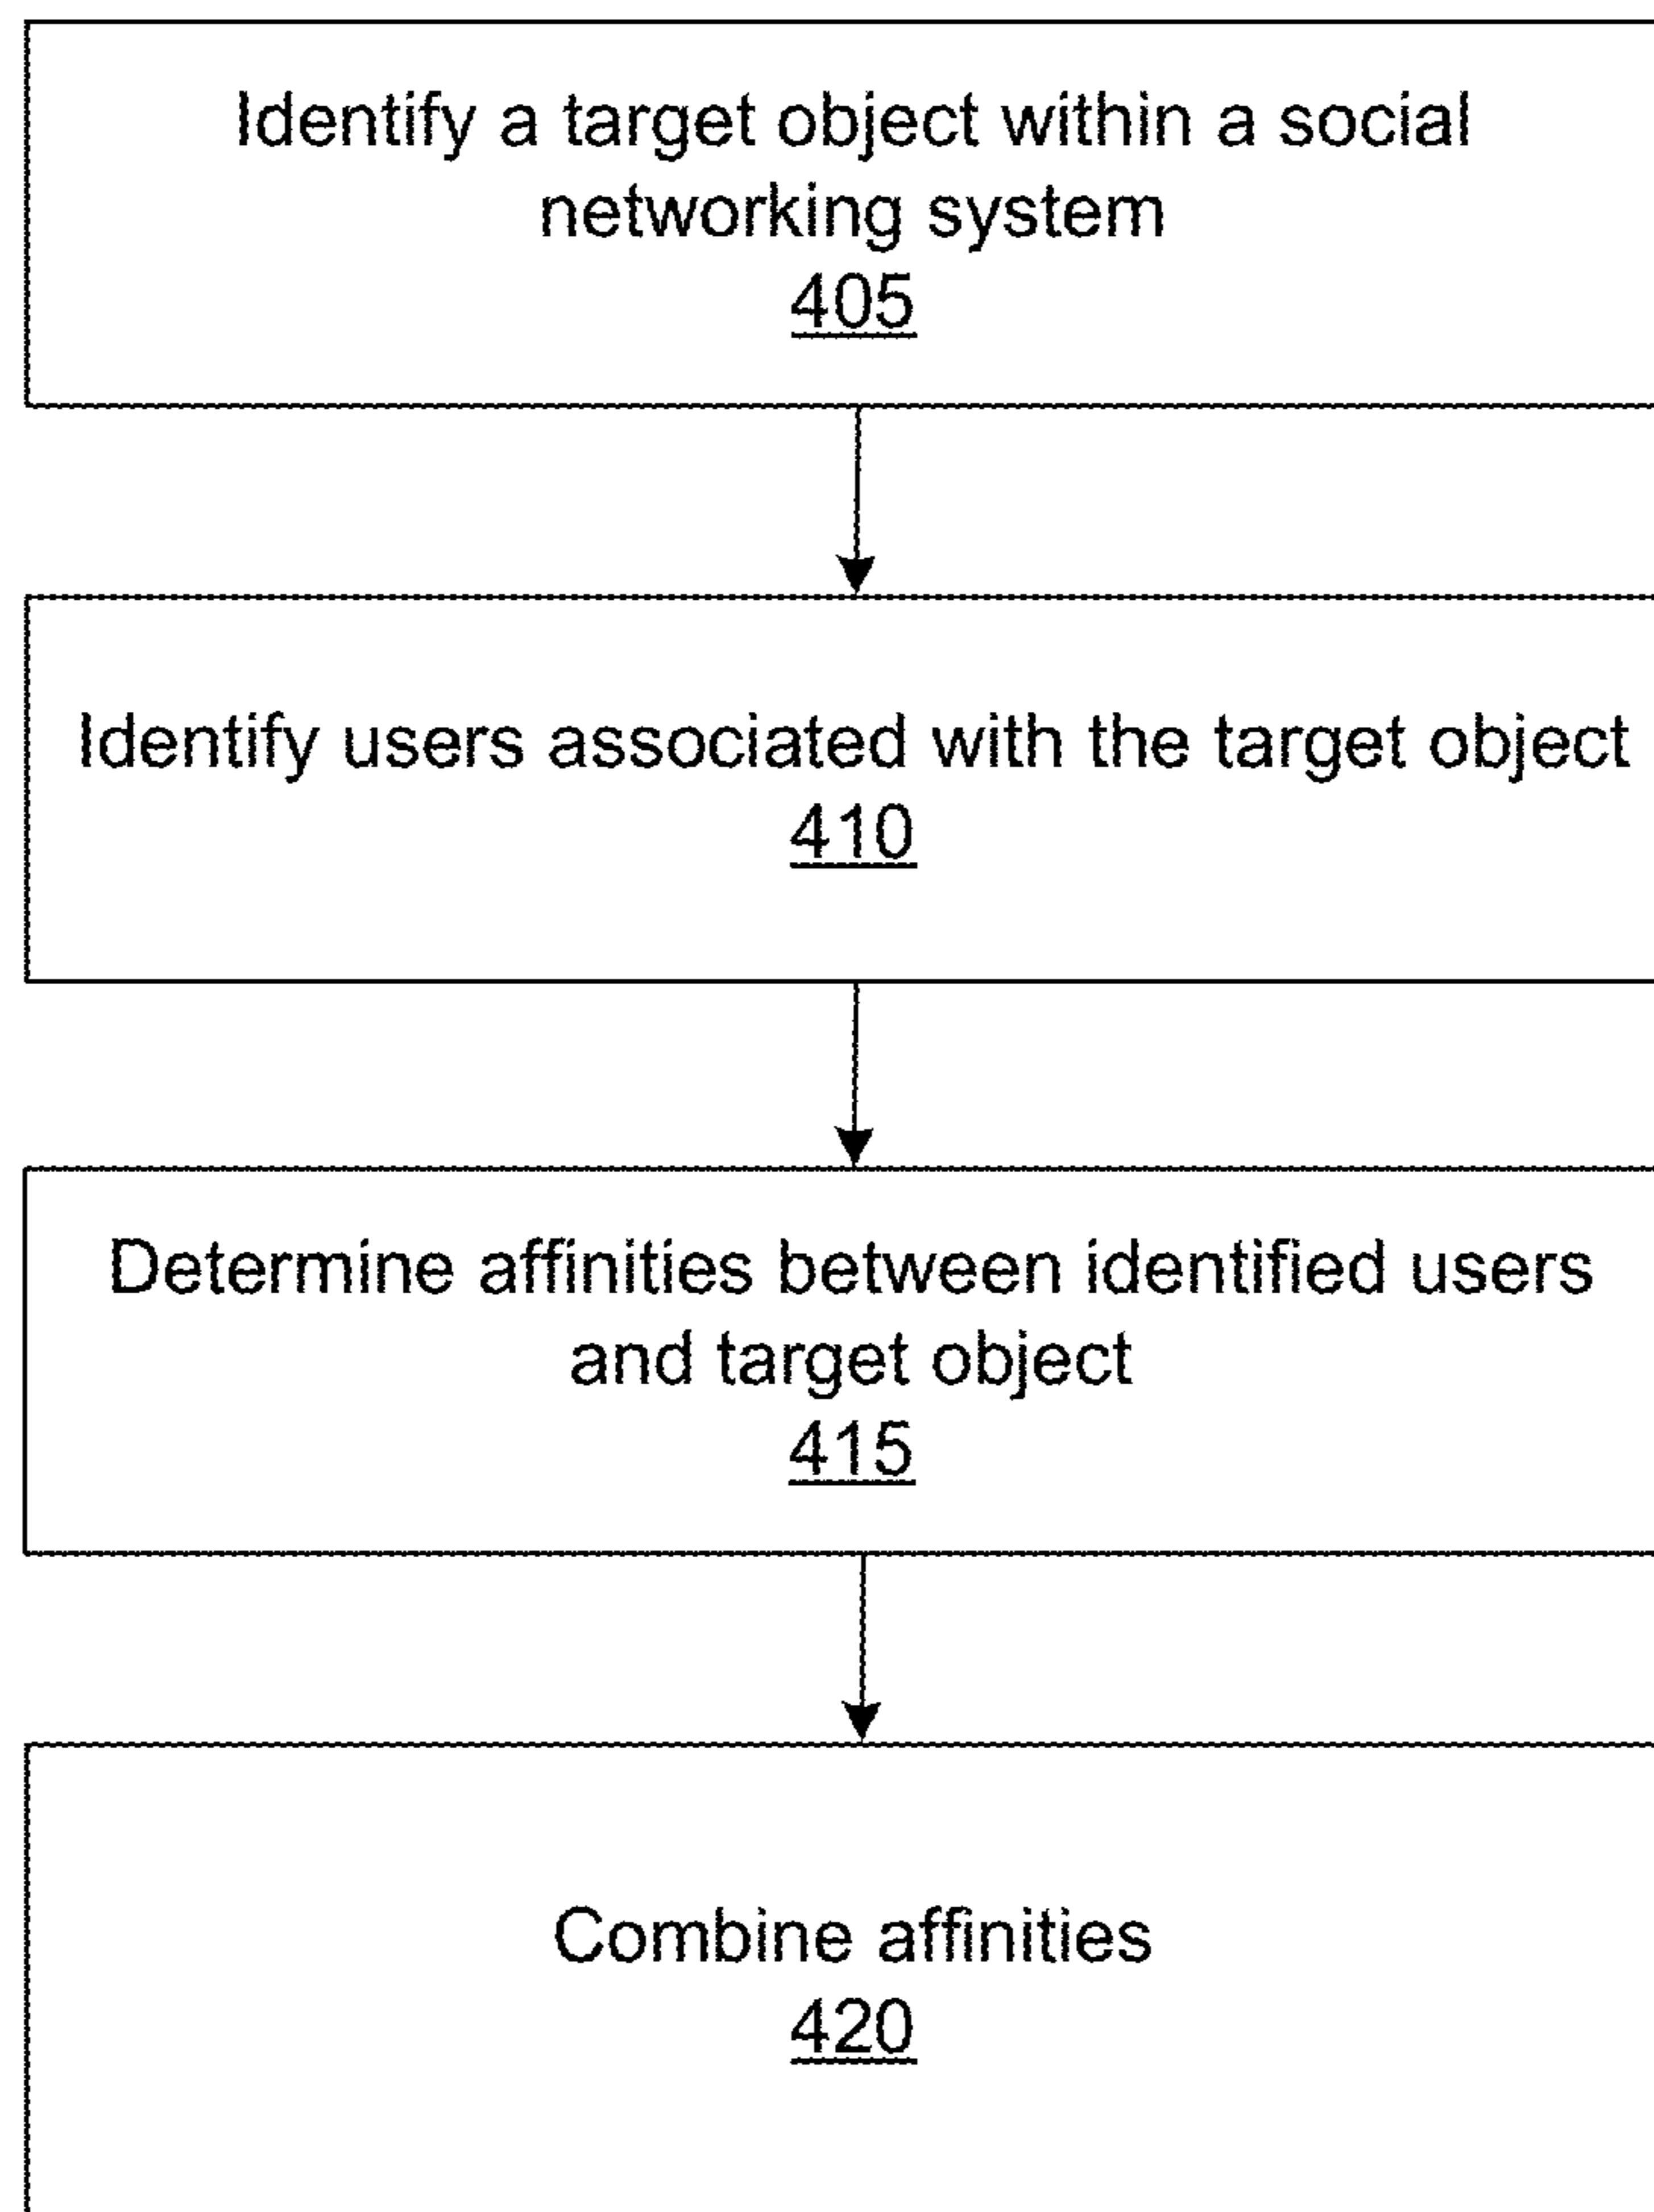 Identify a target object within a social
networking system
405
Identify users associated with the target object
410
Determine affinities between identified users
and target object
415
Combine affinities
420